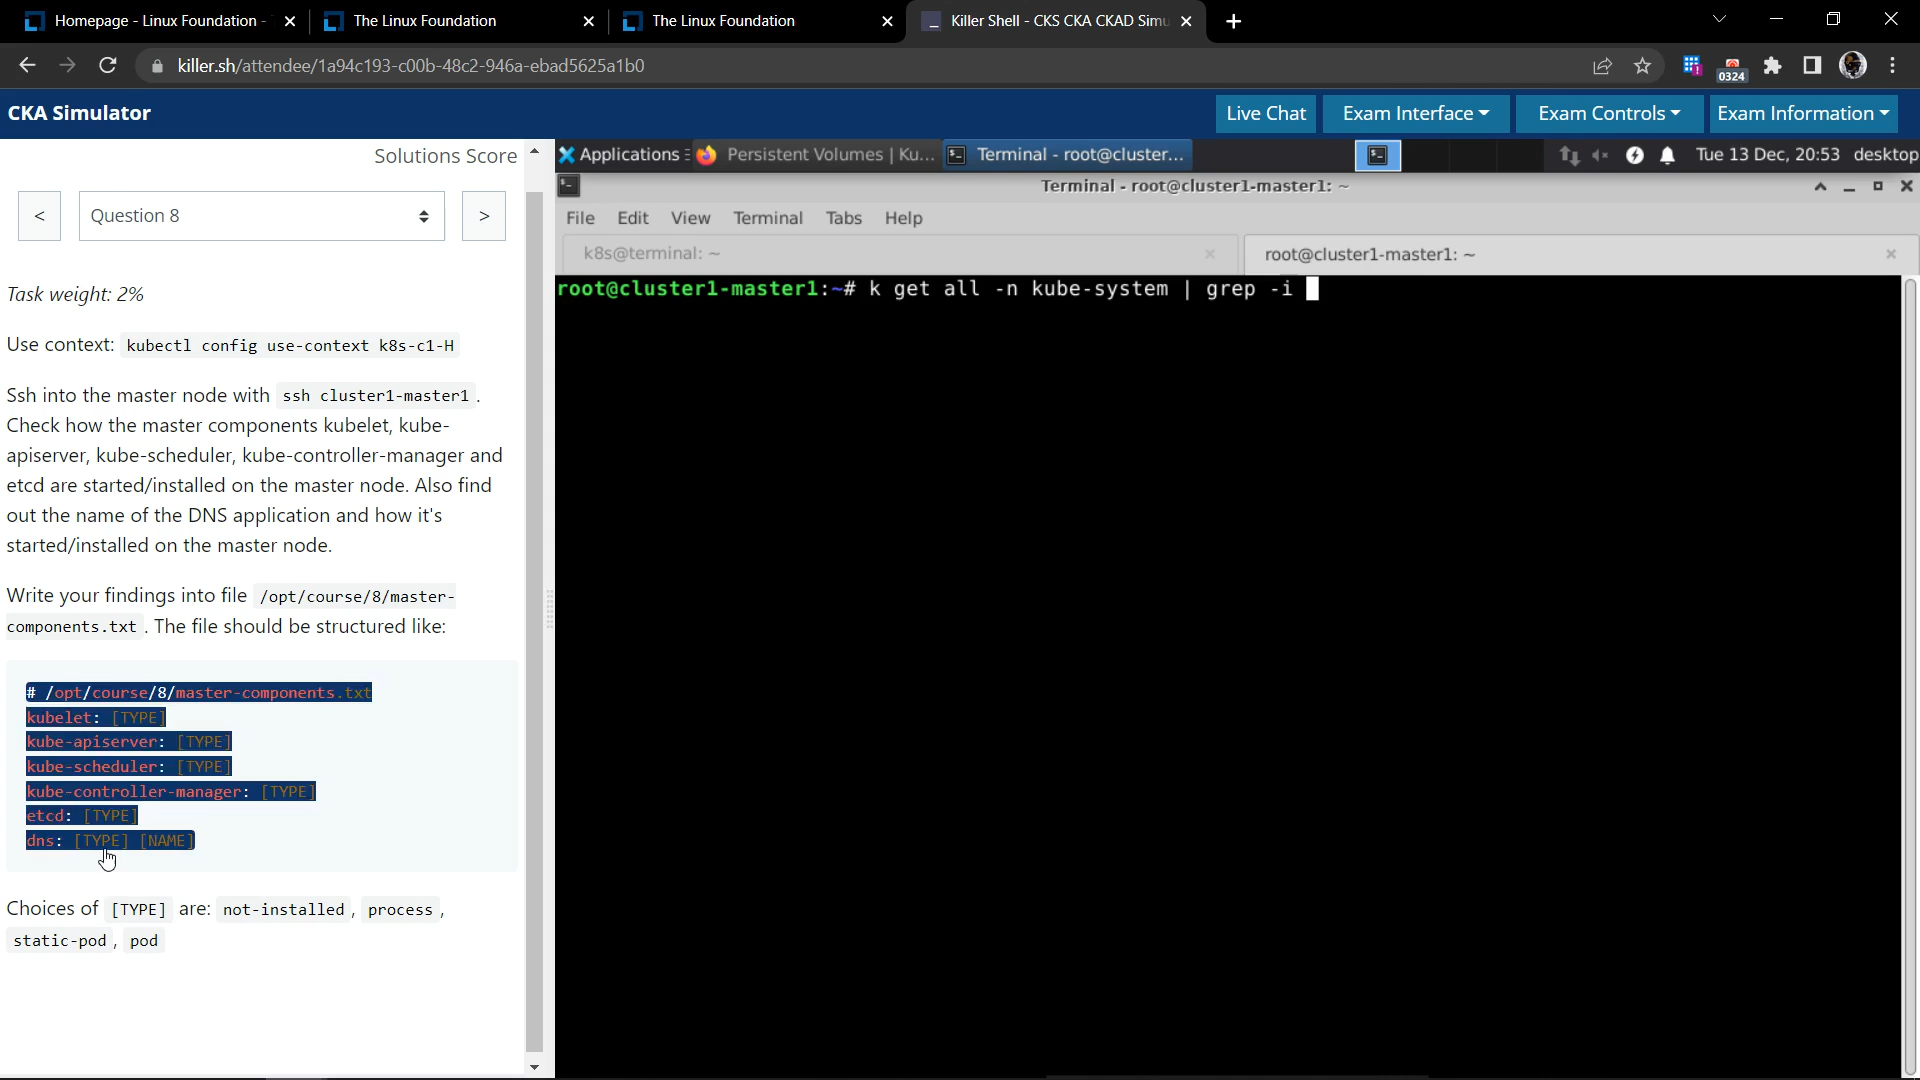 Homepage - Linux Foundation -
The Linux Foundation
The Linux Foundation
Killer Shell - CKS CKA CKAD Simu
killer.sh/attendee/1a94c193-c00b-48c2-946a-ebad5625a1b0
0324
CKA Simulator
Live Chat
Exam Interface
Exam Controls
Exam Information
Solutions Score
Applications
Persistent Volumes | Ku...
Terminal - root@cluster...
Tue 13 Dec, 20:53
desktop
Terminal - root@cluster1-master1: ~
File Edit View Terminal Tabs Help
k8s@terminal: ~
root@cluster1-master1: ~
root@cluster1-master1:~# k get all -n kube-system | grep -i
<
Question 8
>
Task weight: 2%
Use context: kubectl config use-context k8s-c1-H
Ssh into the master node with ssh cluster1-master1 .
Check how the master components kubelet, kube-
apiserver, kube-scheduler, kube-controller-manager and
etcd are started/installed on the master node. Also find
out the name of the DNS application and how it's
started/installed on the master node.
Write your findings into file /opt/course/8/master-
components.txt . The file should be structured like:
# /opt/course/8/master-components.txt
kubelet: [TYPE]
kube-apiserver: [TYPE]
kube-scheduler: [TYPE]
kube-controller-manager: [TYPE]
etcd: [TYPE]
dns: [TYPE] [NAME]
Choices of [TYPE] are: not-installed , process ,
static-pod , pod